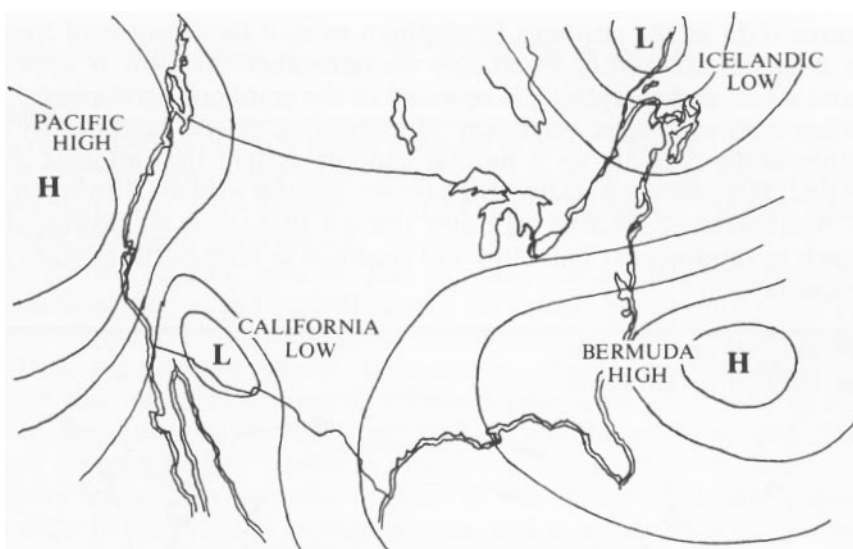 L
ICELANDIC
LOW
PACIFIC
HIGH
H
CALIFORNIA
LOW
L
BERMUDA
HIGH
H